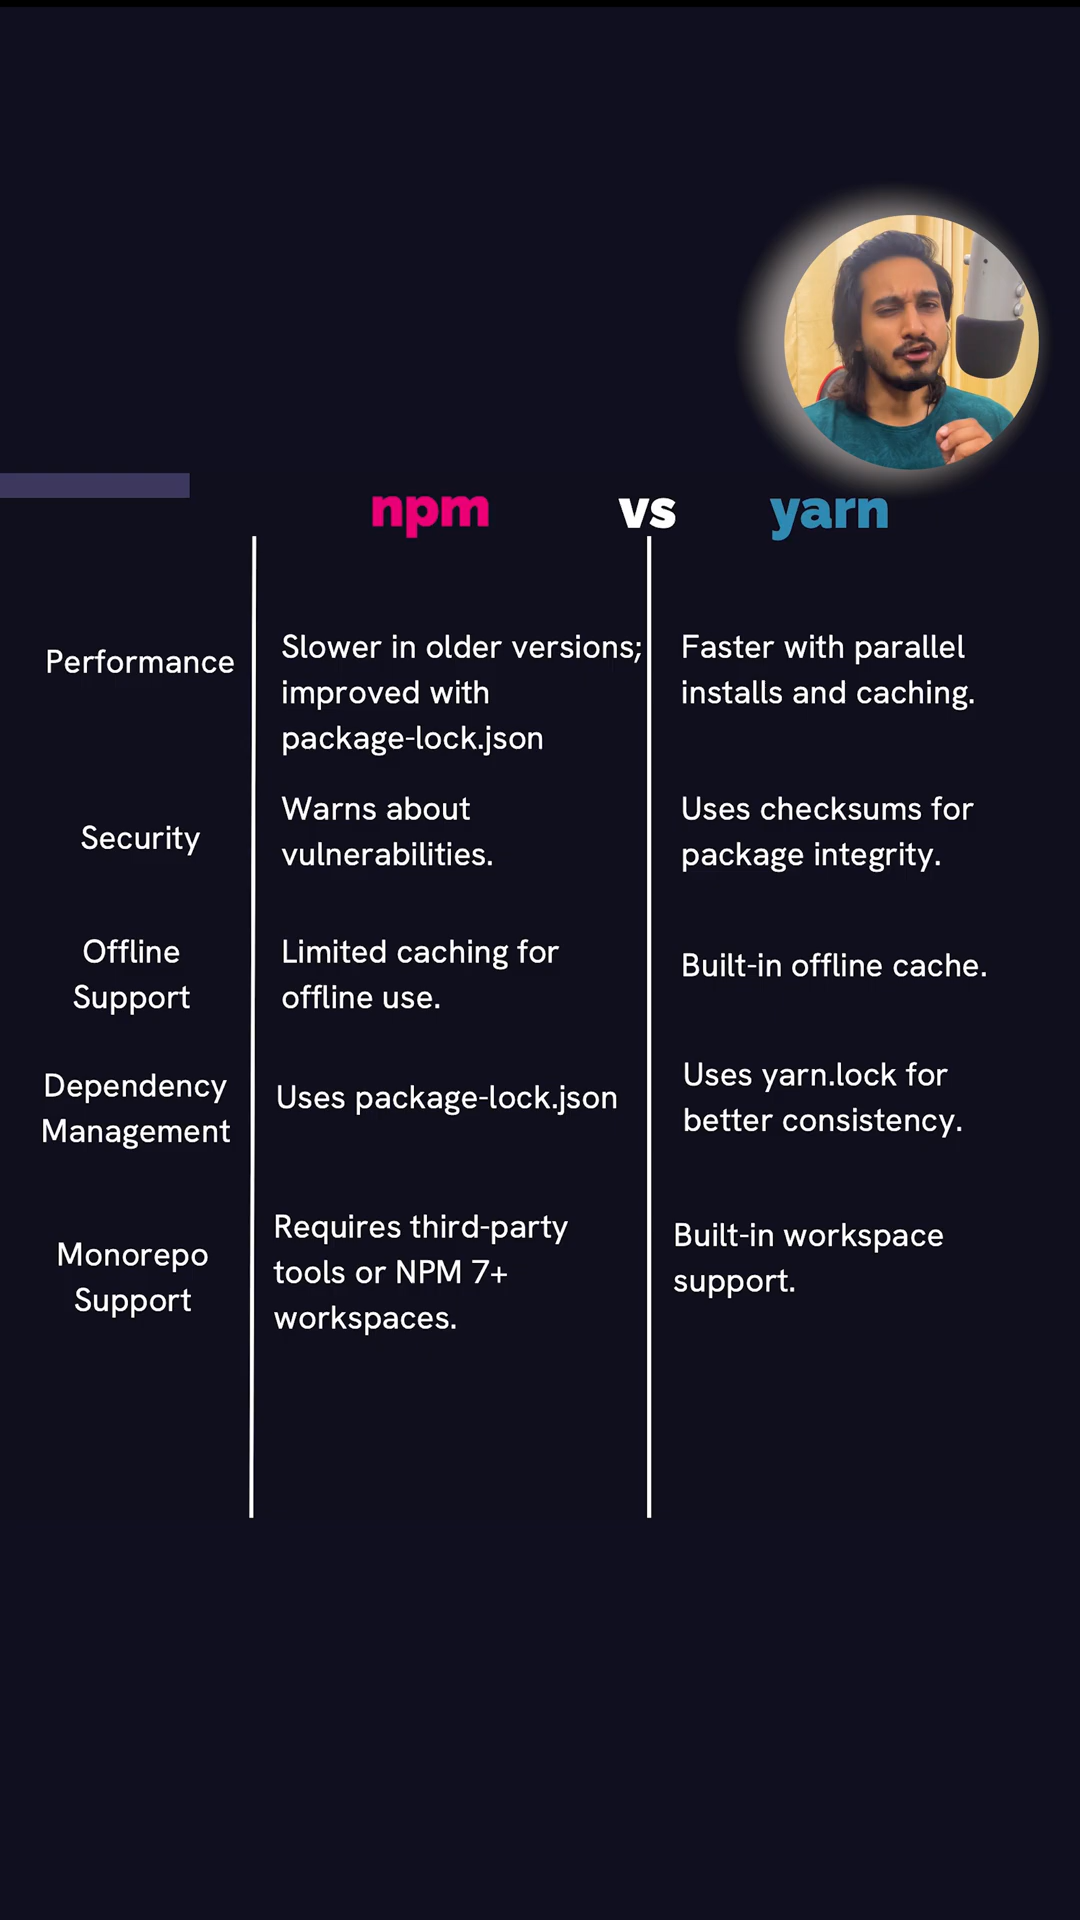 npm vs yarn
Performance
Slower in older versions;
improved with
package-lock.json
Faster with parallel
installs and caching.
Security
Warns about
vulnerabilities.
Uses checksums for
package integrity.
Offline
Support
Limited caching for
offline use.
Built-in offline cache.
Dependency
Management
Uses package-lock.json
Uses yarn.lock for
better consistency.
Monorepo
Support
Requires third-party
tools or NPM 7+
workspaces.
Built-in workspace
support.